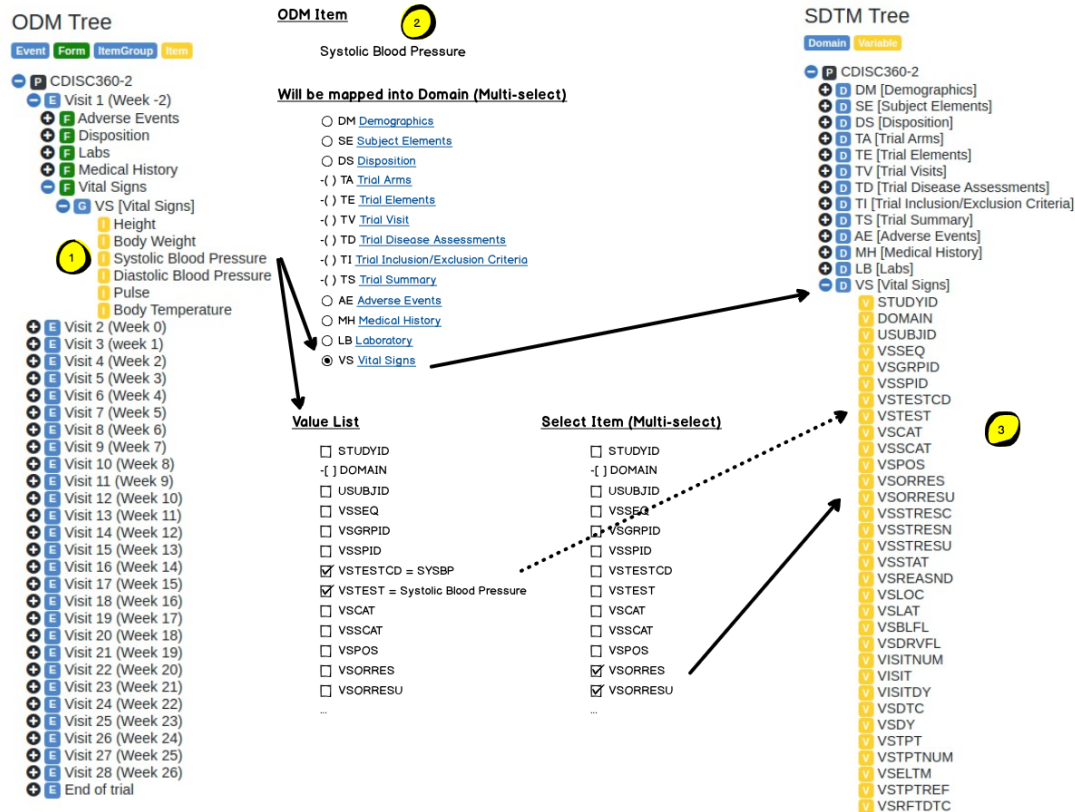 ODM Tree
Event Form ItemGroup Item
P CDISC360-2
E Visit 1 (Week -2)
F Adverse Events
F Disposition
F Labs
F Medical History
F Vital Signs
G VS [Vital Signs]
I Height
I Body Weight
I Systolic Blood Pressure
I Diastolic Blood Pressure
I Pulse
I Body Temperature
E Visit 2 (Week 0)
E Visit 3 (week 1)
E Visit 4 (Week 2)
E Visit 5 (Week 3)
E Visit 6 (Week 4)
E Visit 7 (Week 5)
E Visit 8 (Week 6)
E Visit 9 (Week 7)
E Visit 10 (Week 8)
E Visit 11 (Week 9)
E Visit 12 (Week 10)
E Visit 13 (Week 11)
E Visit 14 (Week 12)
E Visit 15 (Week 13)
E Visit 16 (Week 14)
E Visit 17 (Week 15)
E Visit 18 (Week 16)
E Visit 19 (Week 17)
E Visit 20 (Week 18)
E Visit 21 (Week 19)
E Visit 22 (Week 20)
E Visit 23 (Week 21)
E Visit 24 (Week 22)
E Visit 25 (Week 23)
E Visit 26 (Week 24)
E Visit 27 (Week 25)
E Visit 28 (Week 26)
E End of trial
1
ODM Item
2
Systolic Blood Pressure
Will be mapped into Domain (Multi-select)
DM Demographics
SE Subject Elements
DS Disposition
-( ) TA Trial Arms
-( ) TE Trial Elements
-( ) TV Trial Visit
-( ) TD Trial Disease Assessments
-( ) TI Trial Inclusion/Exclusion Criteria
-( ) TS Trial Summary
AE Adverse Events
MH Medical History
LB Laboratory
VS Vital Signs
Value List
STUDYID
-[ ] DOMAIN
USUBJID
VSSEQ
VSGRPID
VSSPID
VSTESTCD = SYSBP
VSTEST = Systolic Blood Pressure
VSCAT
VSSCAT
VSPOS
VSORRES
VSORRESU
...
Select Item (Multi-select)
STUDYID
-[ ] DOMAIN
USUBJID
VSSEQ
VSGRPID
VSSPID
VSTESTCD
VSTEST
VSCAT
VSSCAT
VSPOS
VSORRES
VSORRESU
...
SDTM Tree
Domain Variable
P CDISC360-2
D DM [Demographics]
D SE [Subject Elements]
D DS [Disposition]
D TA [Trial Arms]
D TE [Trial Elements]
D TV [Trial Visits]
D TD [Trial Disease Assessments]
D TI [Trial Inclusion/Exclusion Criteria]
D TS [Trial Summary]
D AE [Adverse Events]
D MH [Medical History]
D LB [Labs]
D VS [Vital Signs]
V STUDYID
V DOMAIN
V USUBJID
V VSSEQ
V VSGRPID
V VSSPID
V VSTESTCD
V VSTEST
V VSCAT
V VSSCAT
V VSPOS
V VSORRES
V VSORRESU
V VSSTRESC
V VSSTRESN
V VSSTRESU
V VSSTAT
V VSREASND
V VSLOC
V VSLAT
V VSBLFL
V VSDRVFL
V VISITNUM
V VISIT
V VISITDY
V VSDTC
V VSDY
V VSTPT
V VSTPTNUM
V VSELTM
V VSTPTREF
V VSRFTDTC
3